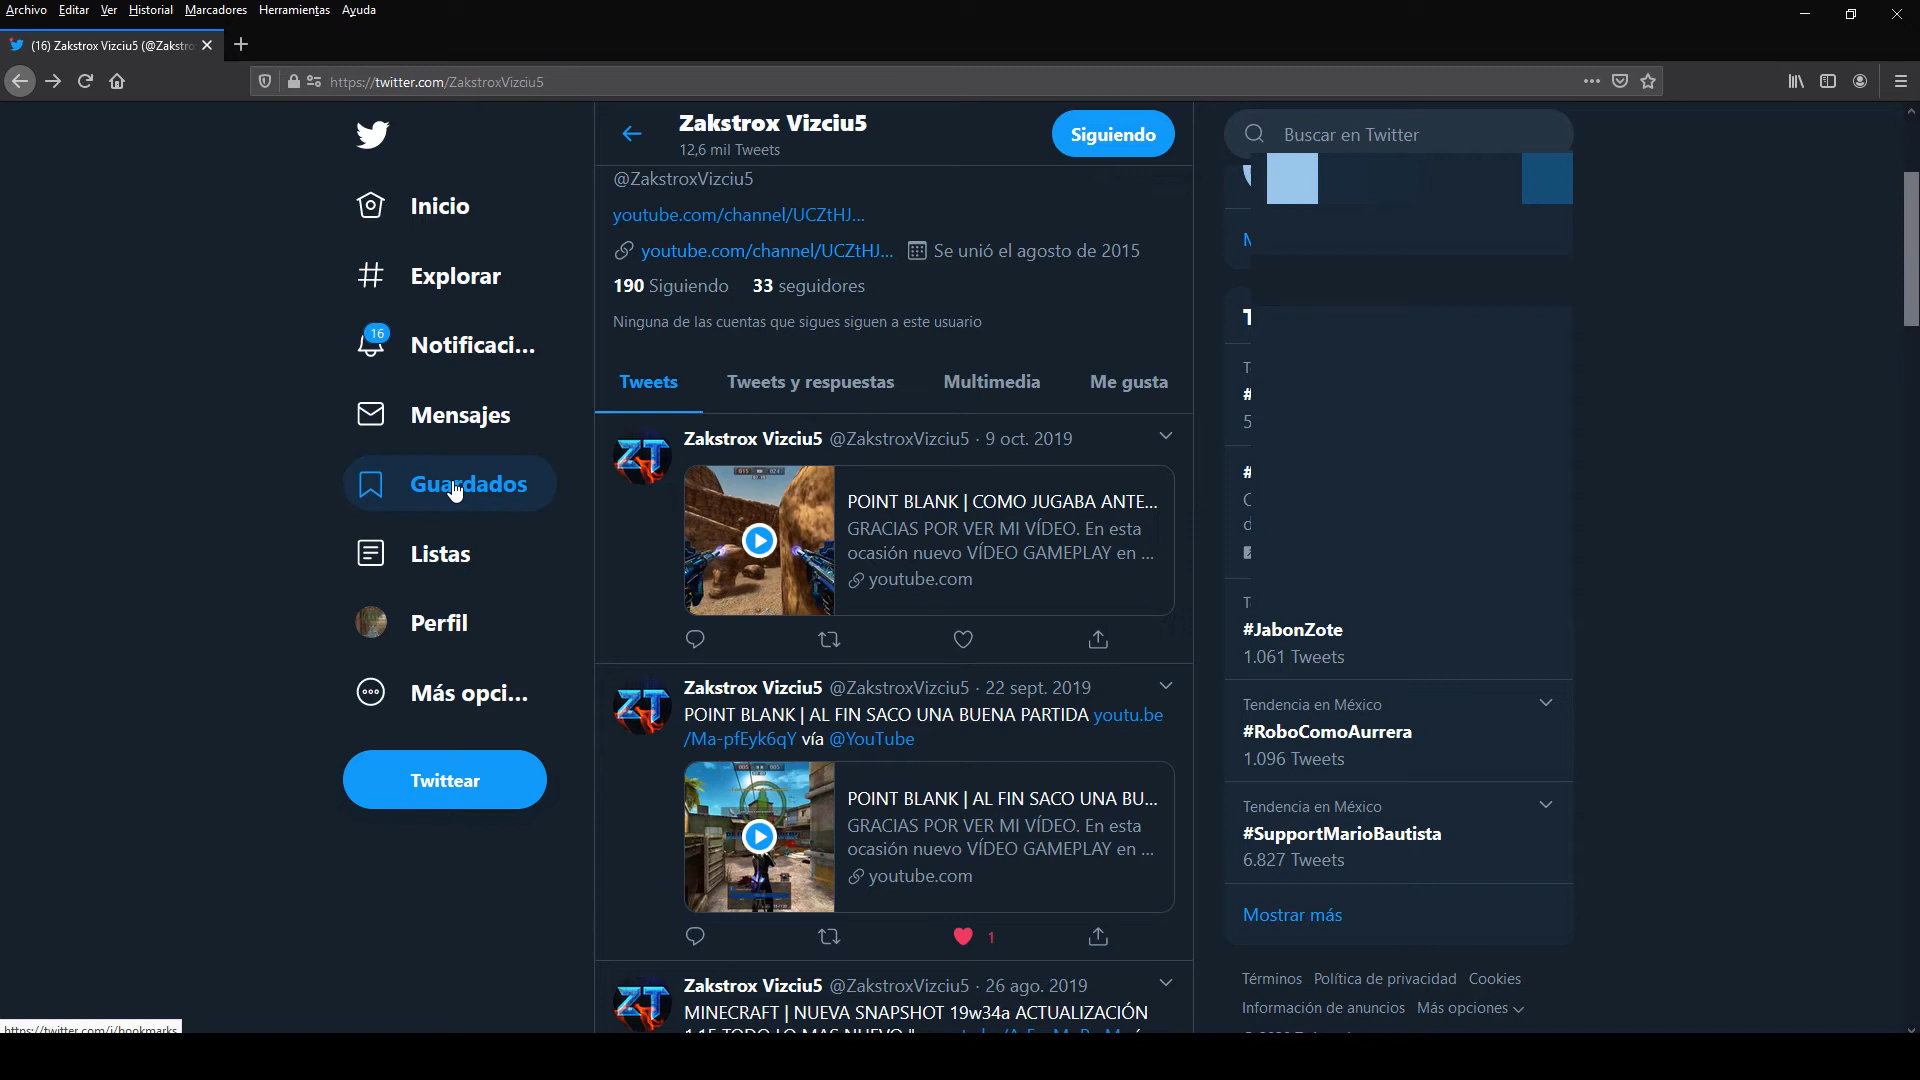 Archivo Editar Ver Historial Marcadores Herramientas Ayuda
(16) Zakstrox Vizciu5 (@Zakstro
https://twitter.com/ZakstroxVizciu5
Inicio
Explorar
16
Notificaci...
Mensajes
Guardados
Listas
Perfil
Más opci...
Twittear
Zakstrox Vizciu5
12,6 mil Tweets
Siguiendo
@ZakstroxVizciu5
youtube.com/channel/UCZtHJ...
youtube.com/channel/UCZtHJ... Se unió el agosto de 2015
190 Siguiendo 33 seguidores
Ninguna de las cuentas que sigues siguen a este usuario
Tweets Tweets y respuestas Multimedia Me gusta
Zakstrox Vizciu5 @ZakstroxVizciu5 · 9 oct. 2019
POINT BLANK | COMO JUGABA ANTE...
GRACIAS POR VER MI VÍDEO. En esta
ocasión nuevo VÍDEO GAMEPLAY en ...
youtube.com
Zakstrox Vizciu5 @ZakstroxVizciu5 · 22 sept. 2019
POINT BLANK | AL FIN SACO UNA BUENA PARTIDA youtu.be
/Ma-pfEyk6qY vía @YouTube
POINT BLANK | AL FIN SACO UNA BU...
GRACIAS POR VER MI VÍDEO. En esta
ocasión nuevo VÍDEO GAMEPLAY en ...
youtube.com
1
Zakstrox Vizciu5 @ZakstroxVizciu5 · 26 ago. 2019
MINECRAFT | NUEVA SNAPSHOT 19w34a ACTUALIZACIÓN
Buscar en Twitter
#JabonZote
1.061 Tweets
Tendencia en México
#RoboComoAurrera
1.096 Tweets
Tendencia en México
#SupportMarioBautista
6.827 Tweets
Mostrar más
Términos Política de privacidad Cookies
Información de anuncios Más opciones
https://twitter.com/i/bookmarks